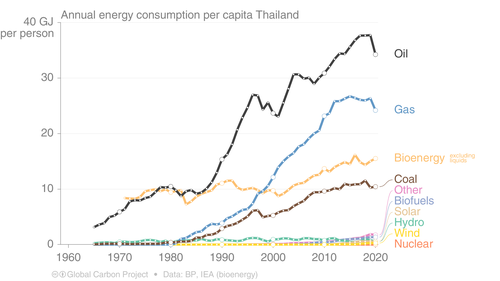 Annual energy consumption per capita Thailand
40 GJ
per person
30
20
10
0
1960
1970
1980
1990
2000
2010
2020
Oil
Gas
Bioenergy excluding
liquids
Coal
Other
Biofuels
Solar
Hydro
Wind
Nuclear
Global Carbon Project • Data: BP, IEA (bioenergy)